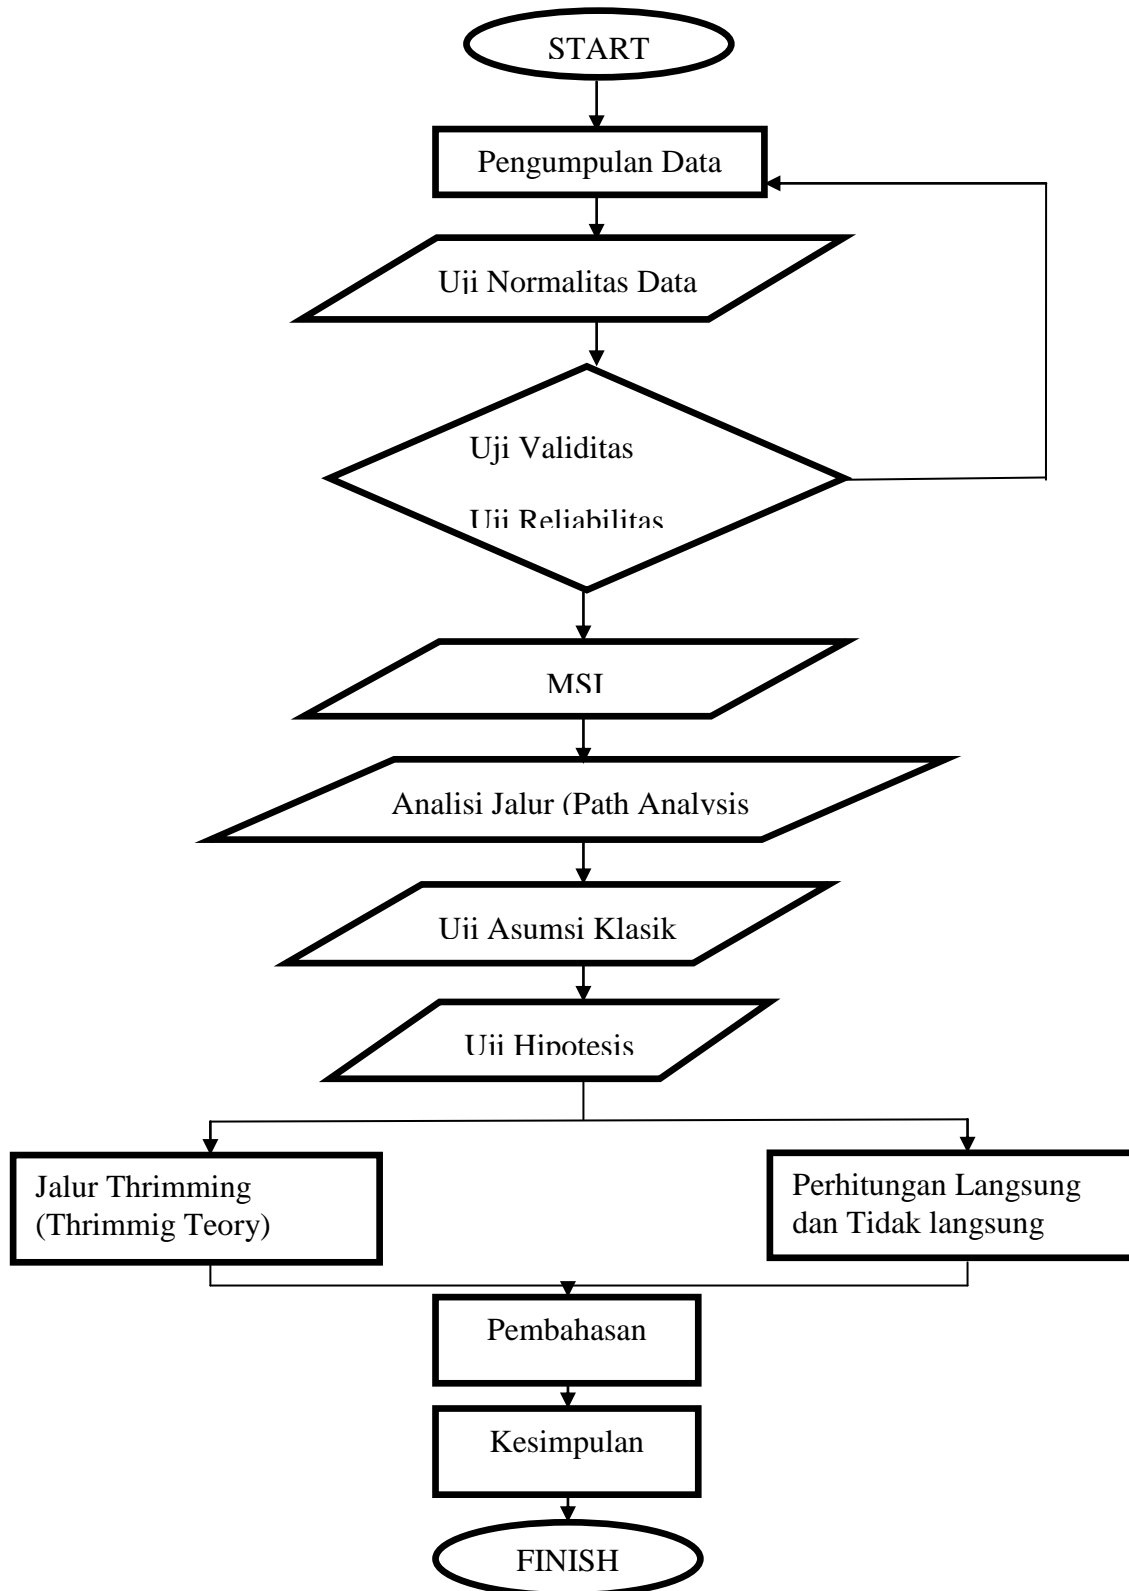 START
Pengumpulan Data
Uji Normalitas Data
Uji Validitas
Uji Reliabilitas
MSI
Analisi Jalur (Path Analysis
Uji Asumsi Klasik
Uji Hipotesis
Jalur Thrimming
(Thrimmig Teory)
Perhitungan Langsung
dan Tidak langsung
Pembahasan
Kesimpulan
FINISH